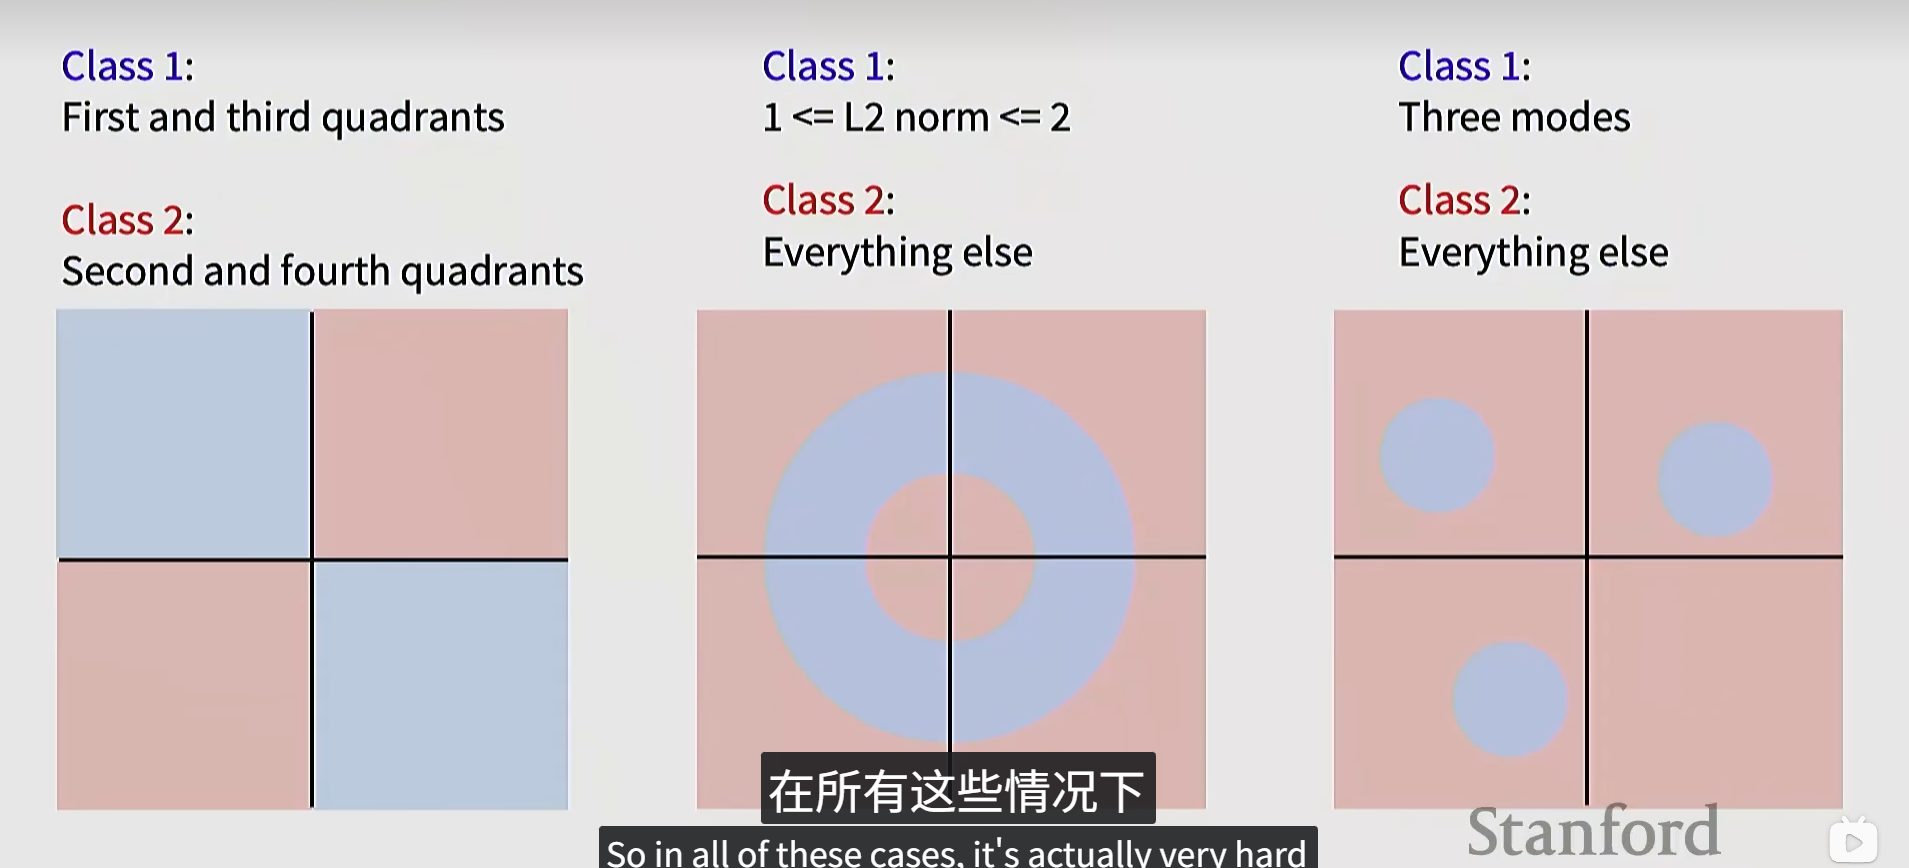 Class 1:
First and third quadrants
Class 2:
Second and fourth quadrants
Class 1:
1 <= L2 norm <= 2
Class 2:
Everything else
Class 1:
Three modes
Class 2:
Everything else
在所有这些情况下
So in all of these cases, it's actually very hard
Stanford